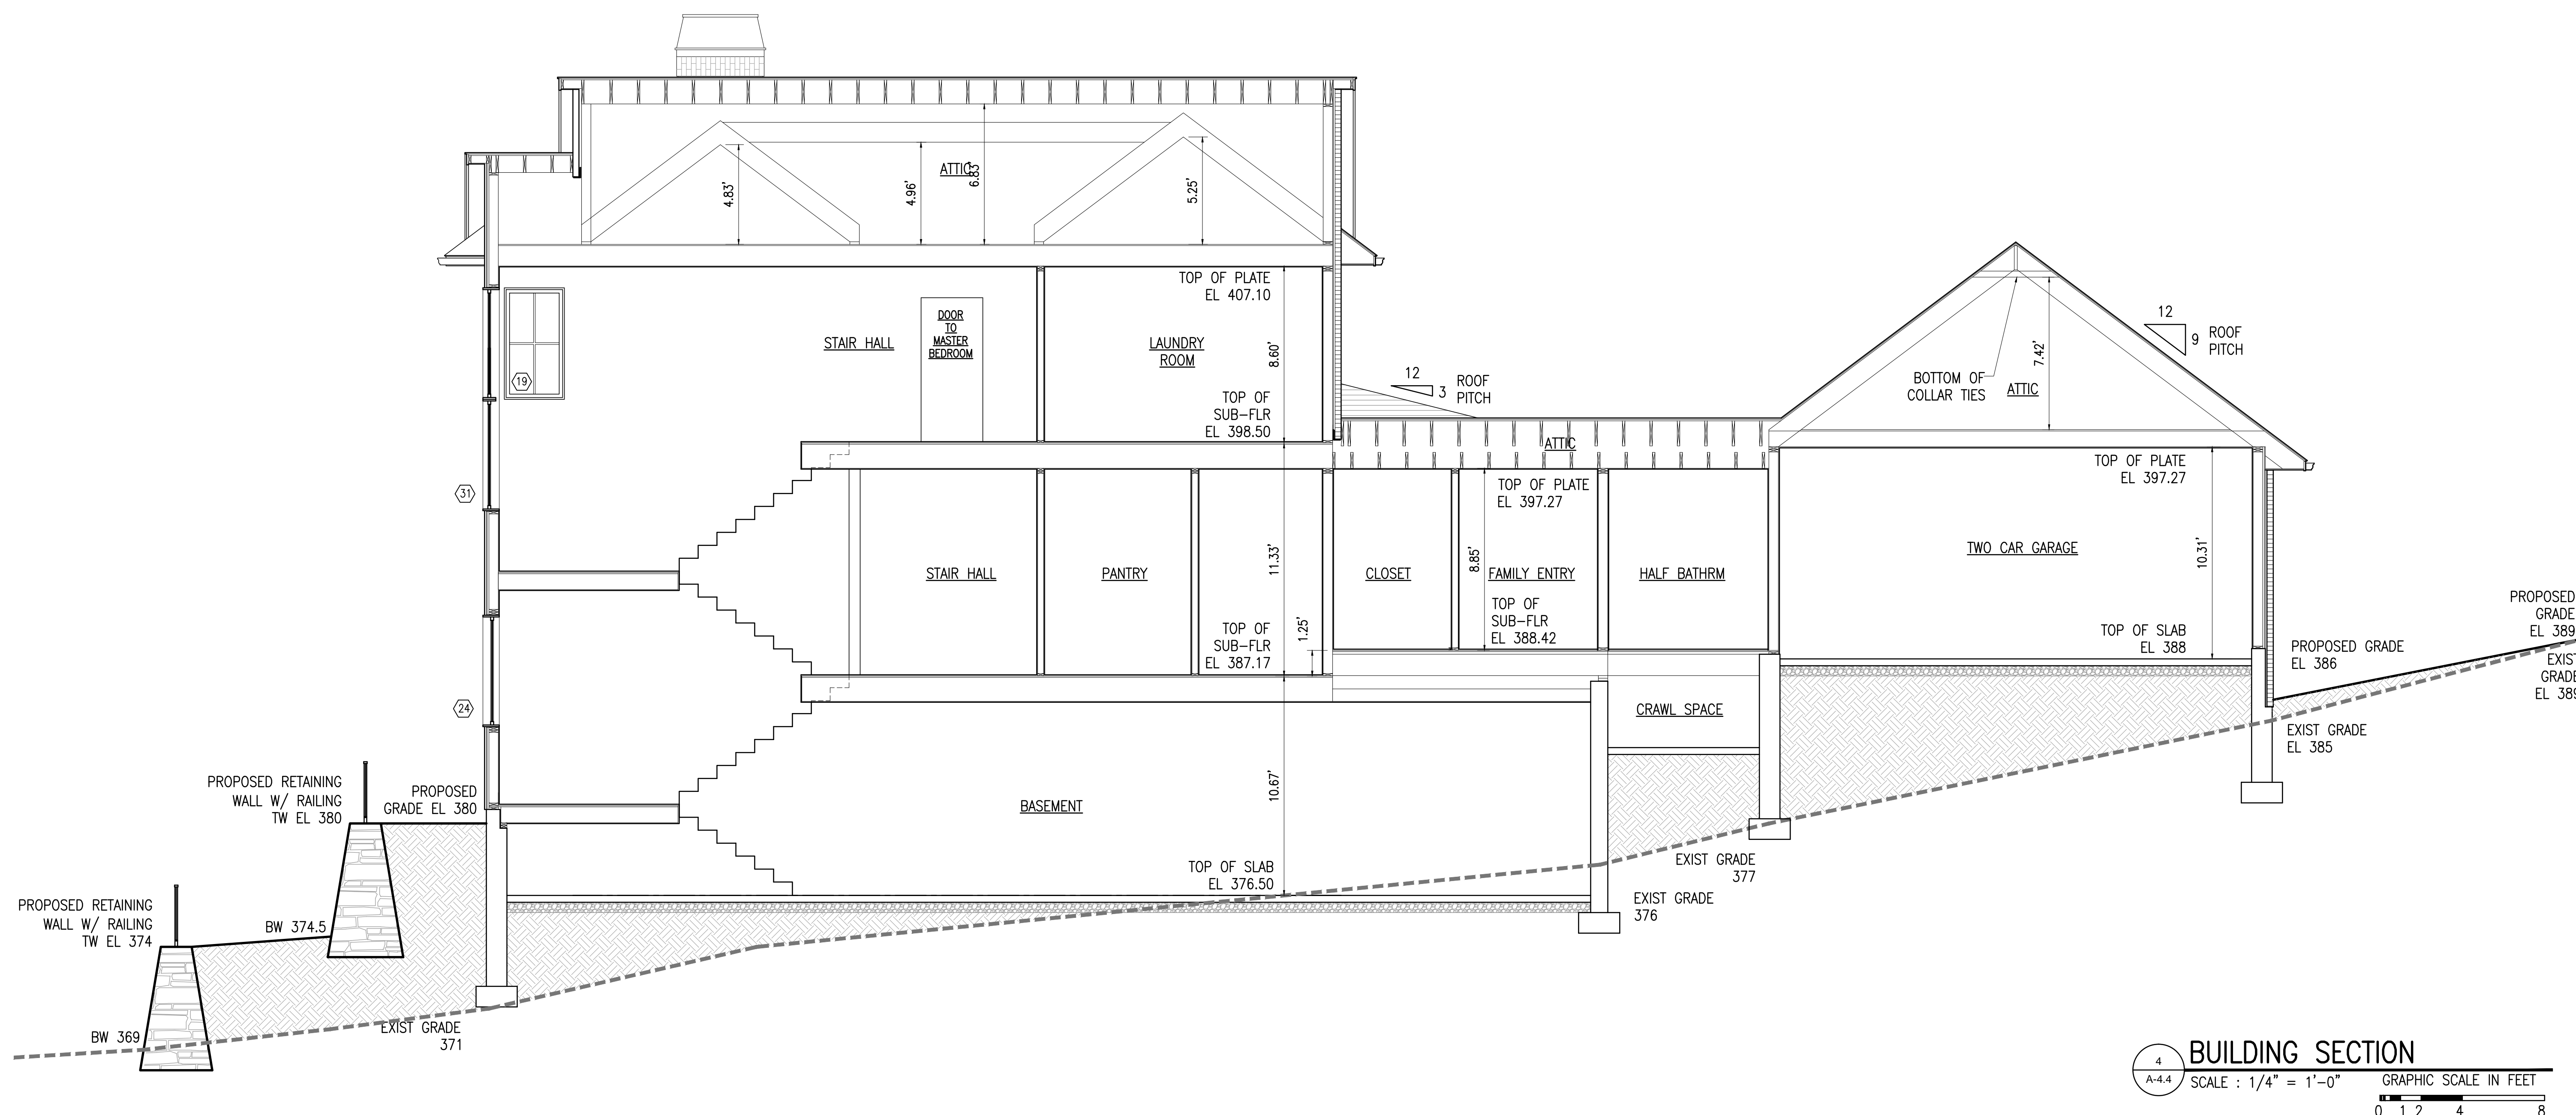 ATTIC
6.83'
4.83'
4.96'
5.25'
TOP OF PLATE
EL 407.10
DOOR
TO
MASTER
BEDROOM
STAIR HALL
LAUNDRY
ROOM
8.60'
19
TOP OF
SUB-FLR
EL 398.50
12
3
ROOF
PITCH
12
9
ROOF
PITCH
7.42'
BOTTOM OF
COLLAR TIES
ATTIC
ATTIC
31
TOP OF PLATE
EL 397.27
TOP OF PLATE
EL 397.27
STAIR HALL
PANTRY
11.33'
CLOSET
8.85'
FAMILY ENTRY
HALF BATHRM
TWO CAR GARAGE
10.31'
TOP OF
SUB-FLR
EL 387.17
1.25'
TOP OF
SUB-FLR
EL 388.42
TOP OF SLAB
EL 388
PROPOSED GRADE
EL 386
PROPOSED
GRADE
EL 389
EXIST
GRADE
EL 389
24
CRAWL SPACE
EXIST GRADE
EL 385
PROPOSED RETAINING
WALL W/ RAILING
TW EL 380
PROPOSED
GRADE EL 380
BASEMENT
10.67'
TOP OF SLAB
EL 376.50
EXIST GRADE
377
EXIST GRADE
376
PROPOSED RETAINING
WALL W/ RAILING
TW EL 374
BW 374.5
BW 369
EXIST GRADE
371
4
A-4.4
BUILDING SECTION
SCALE : 1/4" = 1'-0"
GRAPHIC SCALE IN FEET
0 1 2 4 8